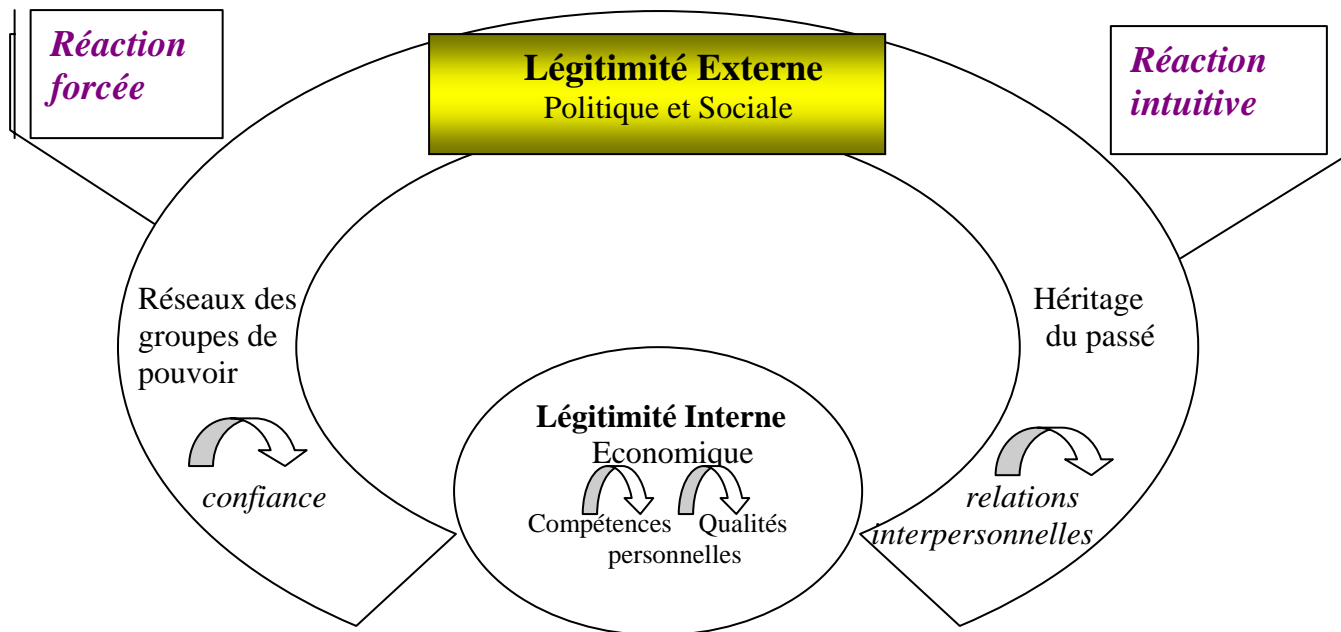 Réaction
forcée
Légitimité Externe
Politique et Sociale
Réaction
intuitive
Réseaux des
groupes de
pouvoir
confiance
Héritage
du passé
relations
interpersonnelles
Légitimité Interne
Economique
Compétences Qualités
personnelles